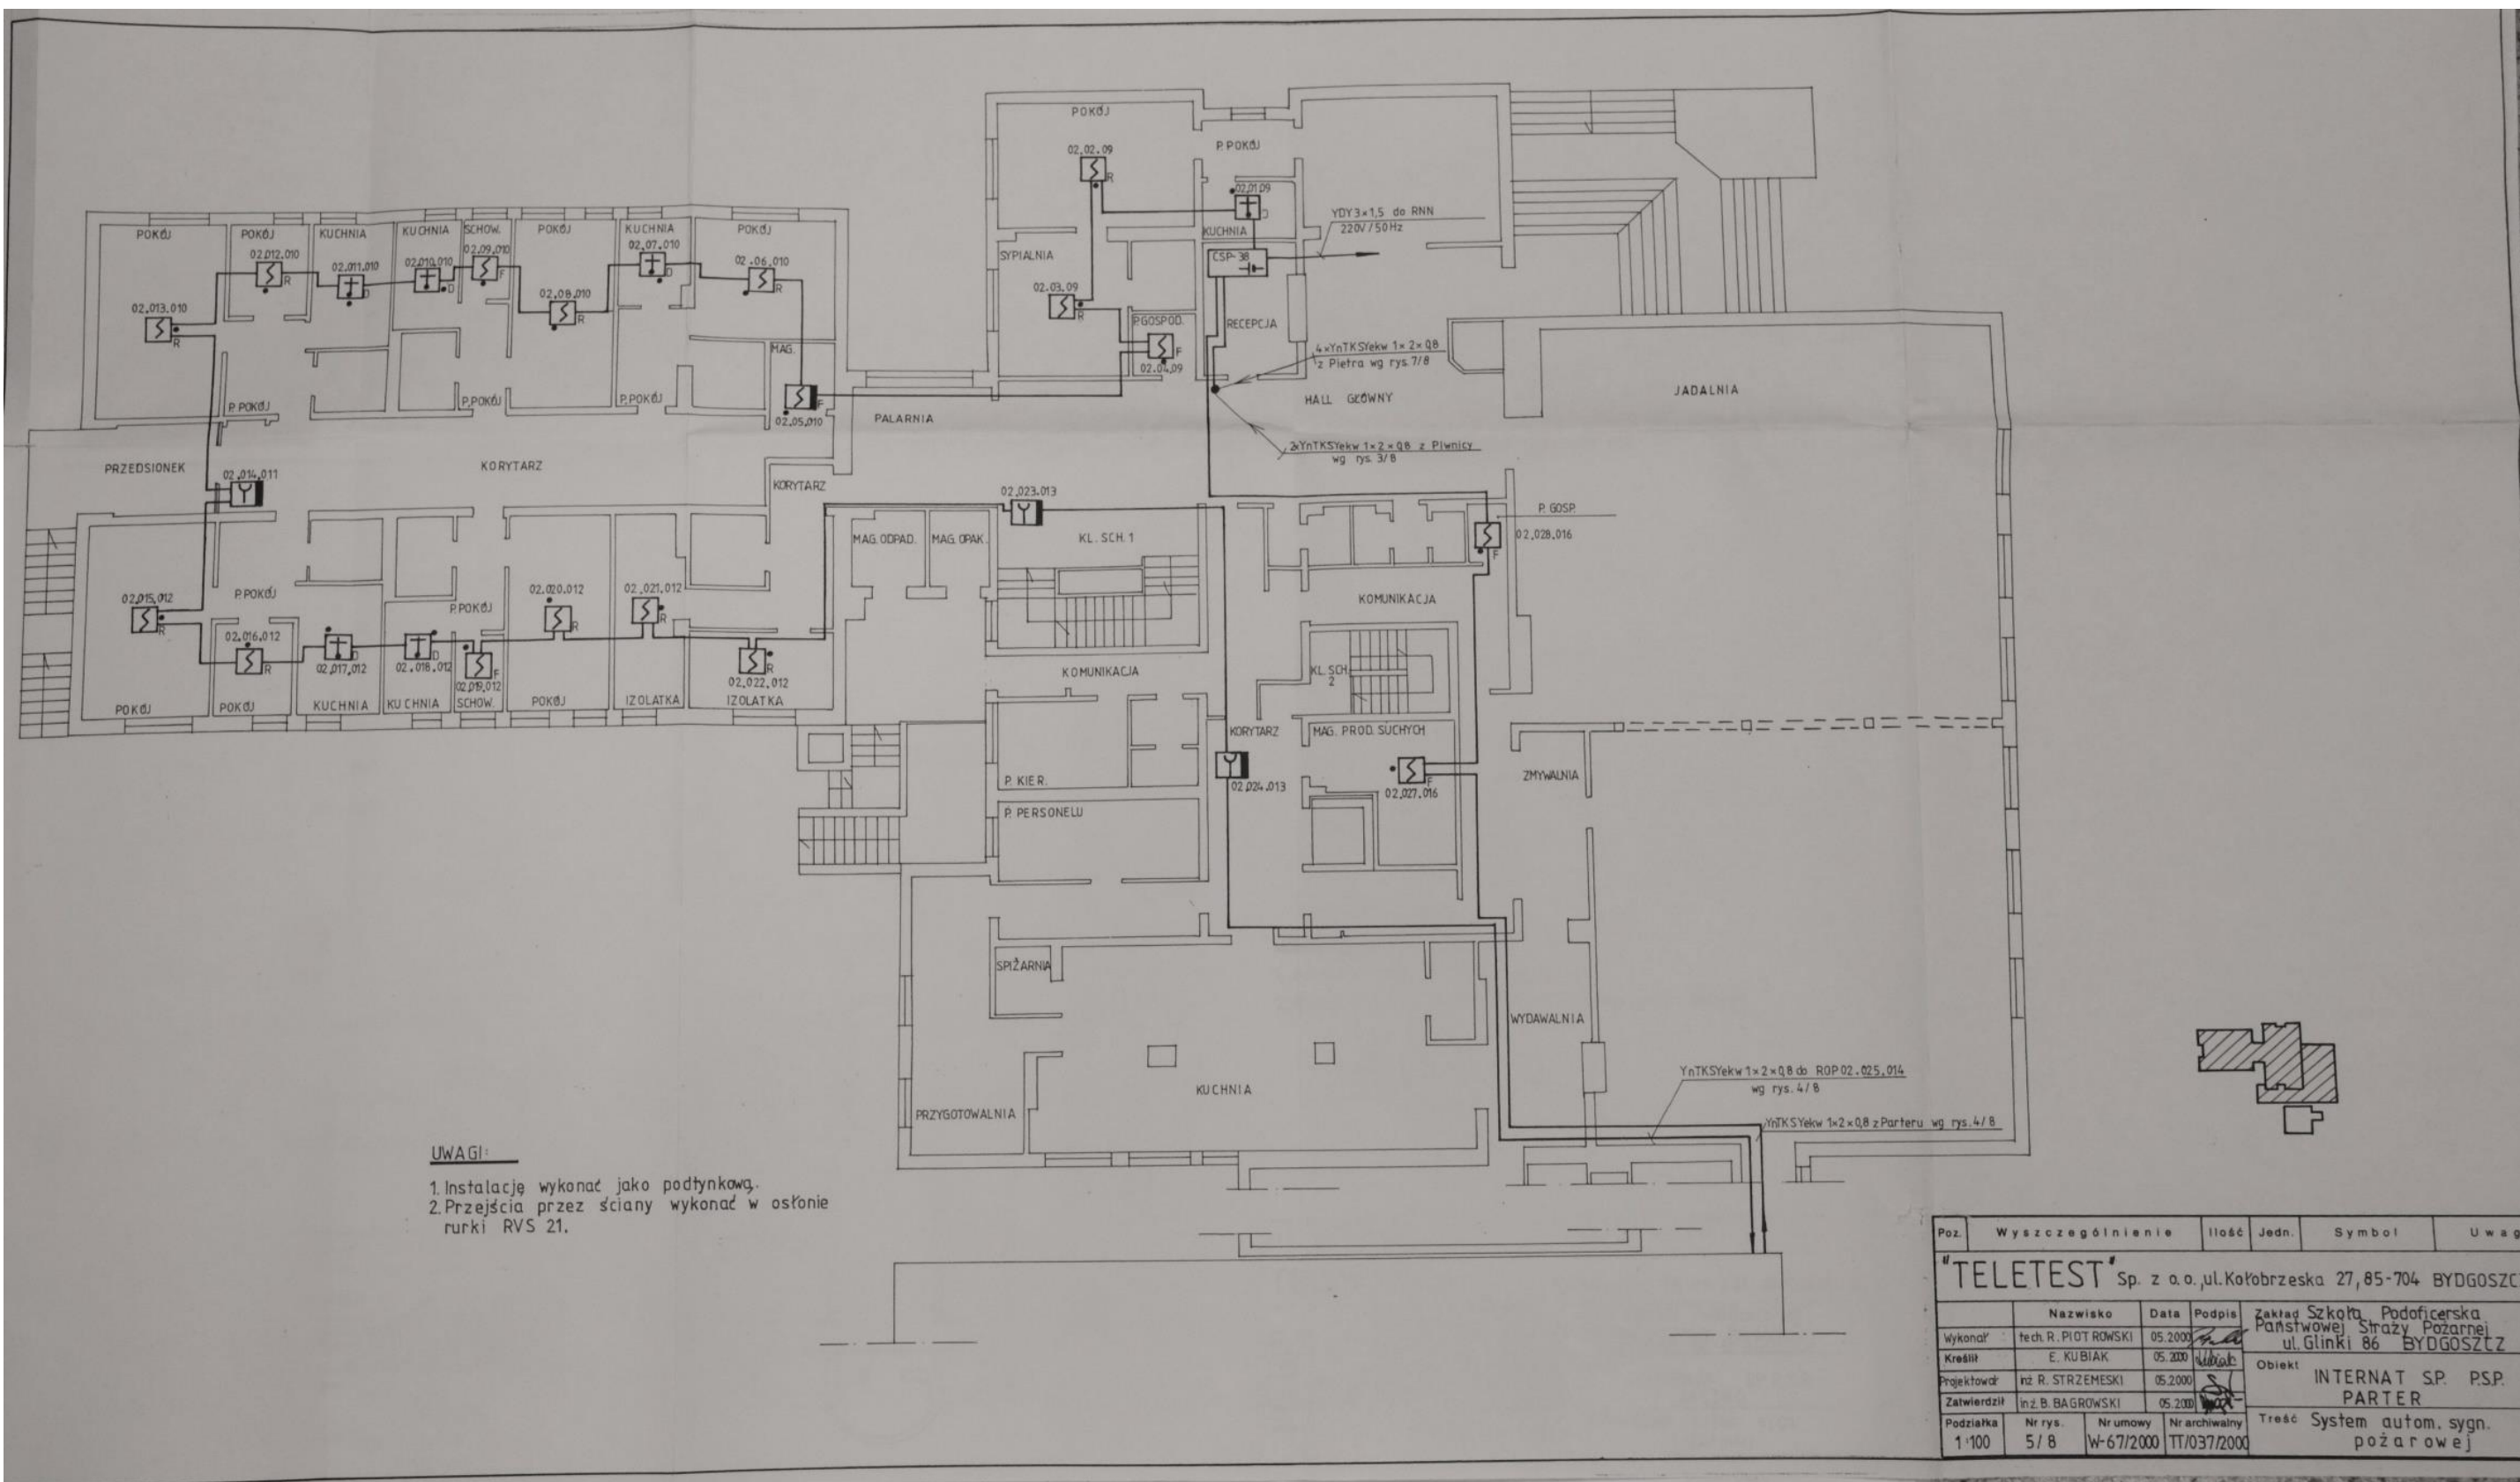 POKÓJ
02.02.09
R
P. POKÓJ
02.01.09
D
KUCHNIA
YDY 3×1,5 do RNN
220V/50Hz
CSP-38
SYPIALNIA
02.03.09
R
P.GOSPOD.
F
02.04.09
RECEPCJA
4×YnTKSYekw 1×2×0,8
z Piętra wg rys. 7/8
HALL GŁÓWNY
JADALNIA
2×YnTKSYekw 1×2×0,8 z Piwnicy
wg rys. 3/8
POKÓJ
POKÓJ
KUCHNIA
KUCHNIA
SCHOW.
POKÓJ
KUCHNIA
POKÓJ
02.013.010
R
02.012.010
R
02.011.010
D
02.010.010
D
02.09.010
F
02.08.010
R
02.07.010
D
02.06.010
R
MAG.
F
02.05.010
P. POKÓJ
P.POKÓJ
P.POKÓJ
PALARNIA
PRZEDSIONEK
KORYTARZ
KORYTARZ
02.014.011
02.023.013
MAG. ODPAD.
MAG. OPAK.
KL. SCH. 1
P. GOSP.
02.028.016
F
KOMUNIKACJA
02.015.012
R
P.POKÓJ
02.016.012
R
D
02.017.012
D
02.018.012
P.POKÓJ
F
02.019.012
02.020.012
R
02.021.012
R
R
02.022.012
POKÓJ
POKÓJ
KUCHNIA
KUCHNIA
SCHOW.
POKÓJ
IZOLATKA
IZOLATKA
KOMUNIKACJA
KL. SCH.
2
KORYTARZ
MAG. PROD. SUCHYCH
P. KIER.
02.024.013
F
02.027.016
ZMYWALNIA
P. PERSONELU
SPIŻARNIA
WYDAWALNIA
KUCHNIA
PRZYGOTOWALNIA
YnTKSYekw 1×2×0,8 do ROP 02.025.014
wg rys. 4/8
YnTKSYekw 1×2×0,8 z Parteru wg rys. 4/8
UWAGI:
1. Instalację wykonać jako podtynkową.
2. Przejścia przez ściany wykonać w osłonie
rurki RVS 21.
Poz. Wyszczególnienie Ilość Jedn. Symbol Uwag
"TELETEST" Sp. z o.o., ul. Kołobrzeska 27, 85-704 BYDGOSZC
Nazwisko Data Podpis
Wykonał tech. R. PIOTROWSKI 05.2000
Kreślił E. KUBIAK 05.2000 Kubiak
Projektował inż R. STRZEMESKI 05.2000
Zatwierdził inż. B. BAGROWSKI 05.2000
Zakład Szkoła Podoficerska
Państwowej Straży Pożarnej
ul. Glinki 86 BYDGOSZCZ
Obiekt INTERNAT S.P. P.S.P.
PARTER
Podziałka Nr rys. Nr umowy Nr archiwalny
1:100 5/8 W-67/2000 TT/037/2000
Treść System autom. sygn.
pożarowej